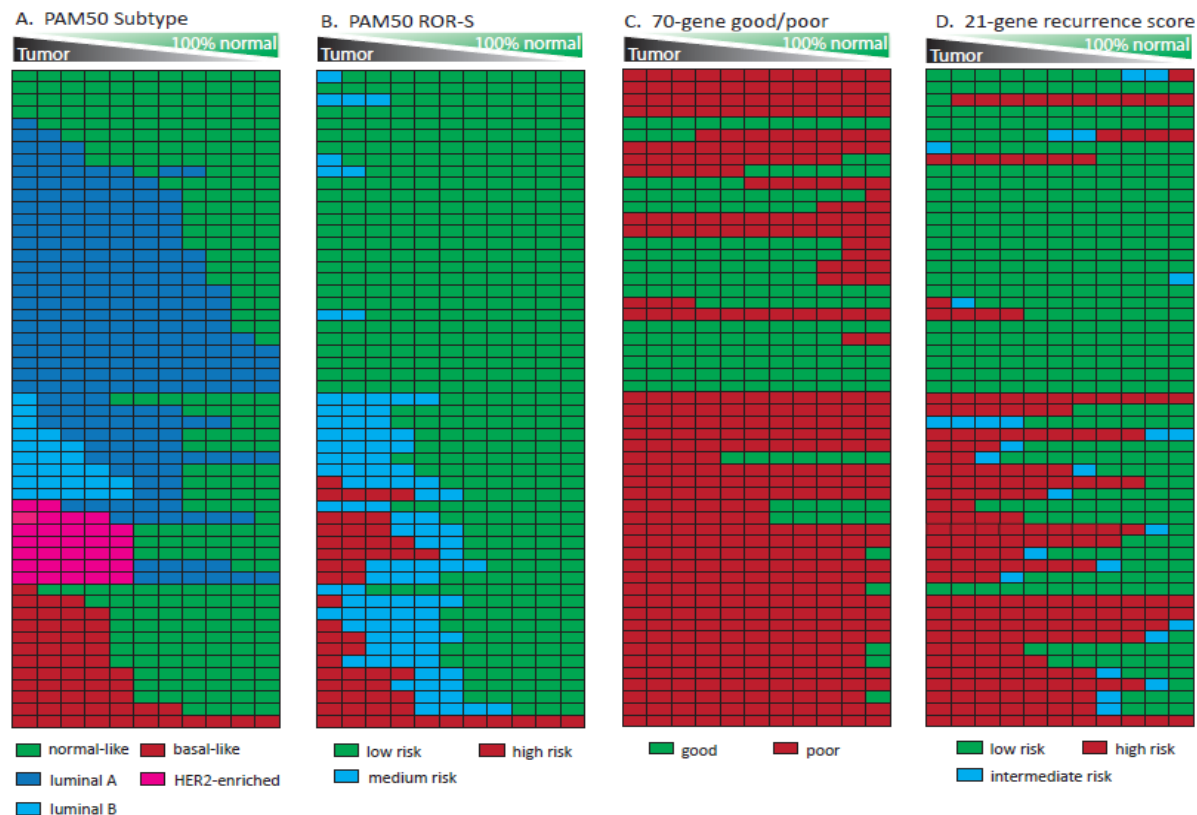 A. PAM50 Subtype
100% normal
Tumor
normal-like
basal-like
luminal A
HER2-enriched
luminal B
B. PAM50 ROR-S
100% normal
Tumor
low risk
high risk
medium risk
C. 70-gene good/poor
100% normal
Tumor
good
poor
D. 21-gene recurrence score
100% normal
Tumor
low risk
high risk
intermediate risk